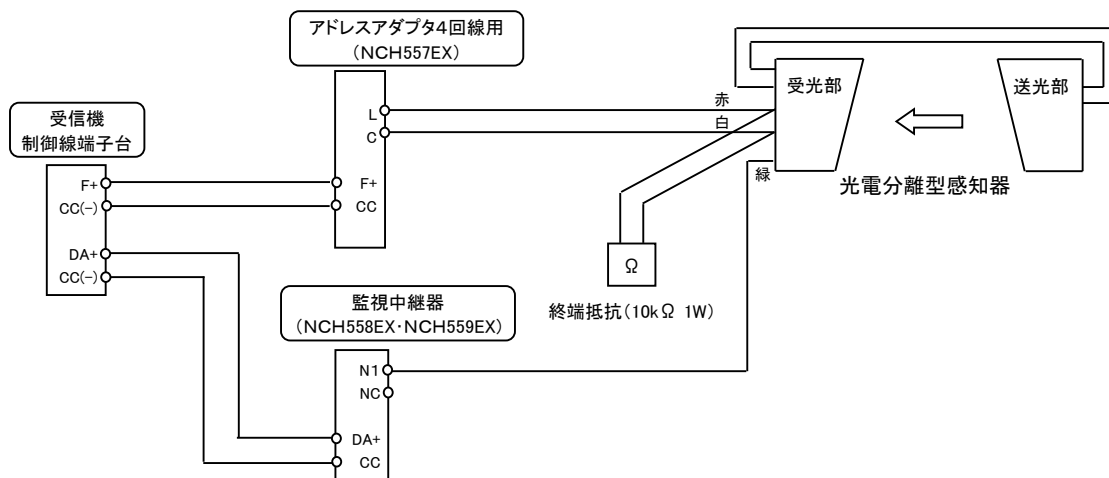 アドレスアダプタ4回線用
(NCH557EX)
受信機
制御線端子台
F+
CC(-)
DA+
CC(-)
L
C
F+
CC
赤
白
緑
受光部
送光部
光電分離型感知器
Ω
終端抵抗(10kΩ 1W)
監視中継器
(NCH558EX・NCH559EX)
N1
NC
DA+
CC